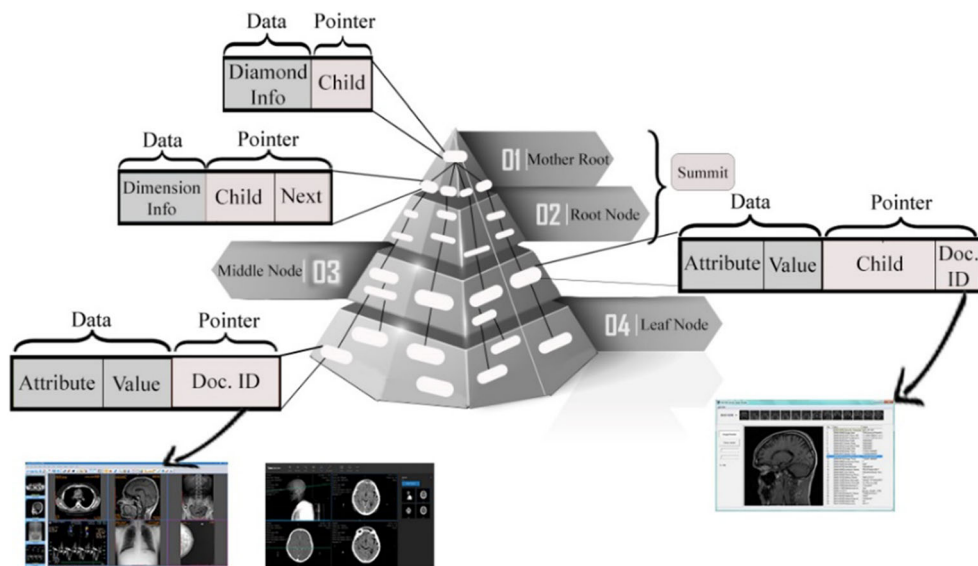 Data Pointer
Diamond
Info
Child
Data Pointer
Dimension
Info
Child Next
01 Mother Root
Summit
02 Root Node
Data Pointer
Attribute Value Child Doc.
ID
Middle Node 03
04 Leaf Node
Data Pointer
Attribute Value Doc. ID